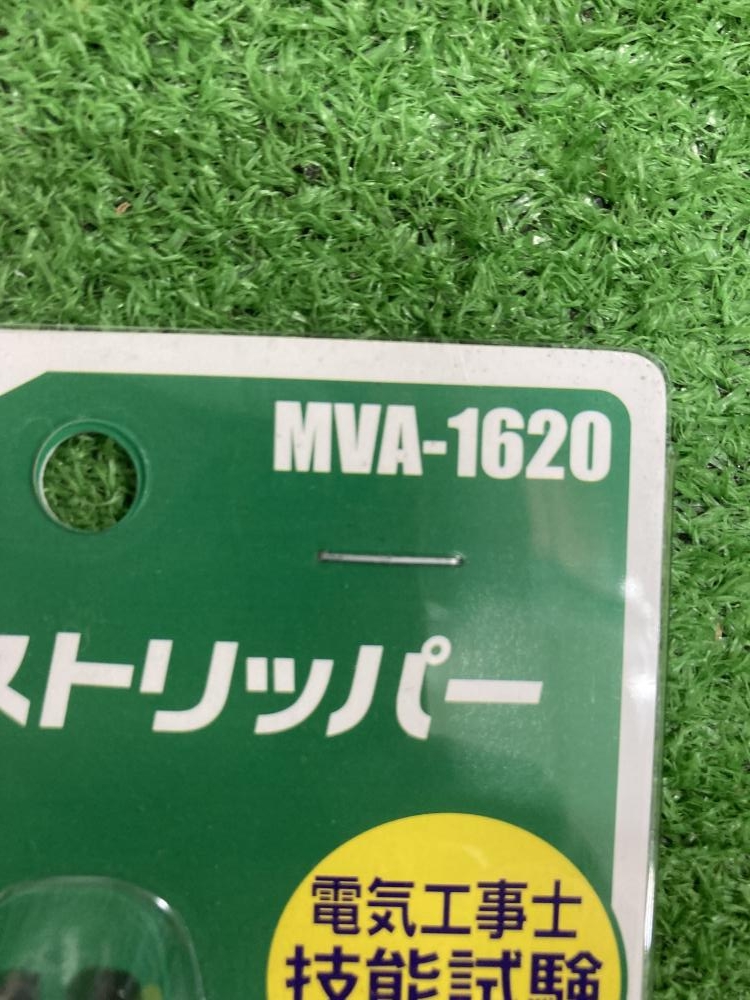 MVA-1620
ストリッパー
電気工事士
技能試験